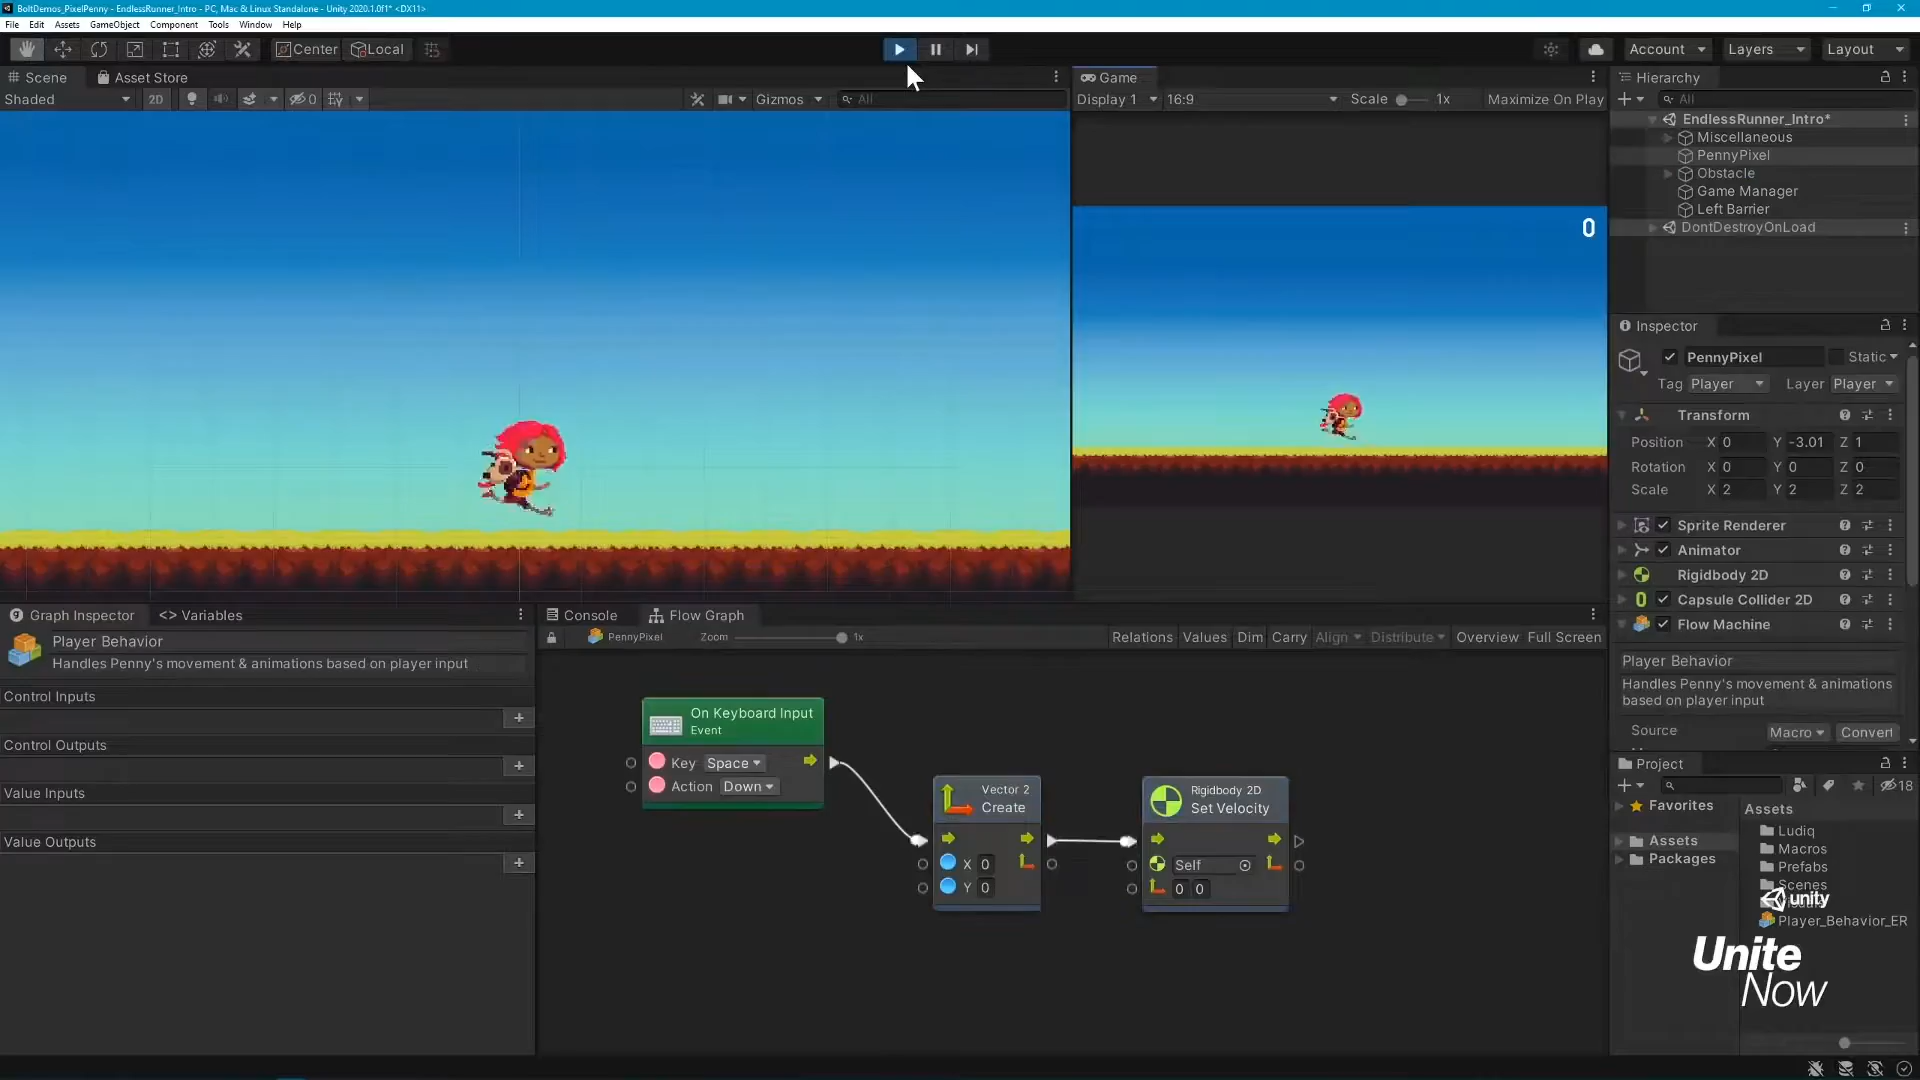 BoltDemos_PixelPenny - EndlessRunner_Intro - PC, Mac & Linux Standalone - Unity 2020.1.0f1* <DX11>
File Edit Assets GameObject Component Tools Window Help
Center Local Account Layers Layout
Scene Asset Store Game Hierarchy
Shaded 2D 0 Gizmos All Display 1 16:9 Scale 1x Maximize On Play All
EndlessRunner_Intro*
Miscellaneous
PennyPixel
Obstacle
Game Manager
Left Barrier
DontDestroyOnLoad
0
Inspector
PennyPixel Static
Tag Player Layer Player
Transform
Position X 0 Y -3.01 Z 1
Rotation X 0 Y 0 Z 0
Scale X 2 Y 2 Z 2
Sprite Renderer
Animator
Rigidbody 2D
Capsule Collider 2D
Flow Machine
Player Behavior
Handles Penny's movement & animations
based on player input
Source Macro Convert
Graph Inspector <> Variables
Player Behavior
Handles Penny's movement & animations based on player input
Control Inputs
Control Outputs
Value Inputs
Value Outputs
Console Flow Graph
PennyPixel Zoom 1x Relations Values Dim Carry Align Distribute Overview Full Screen
On Keyboard Input
Event
Key Space
Action Down
Vector 2
Create
X 0
Y 0
Rigidbody 2D
Set Velocity
Self
0 0
Project
18
Favorites
Assets
Packages
Assets
Ludiq
Macros
Prefabs
Scenes
Player_Behavior_ER
unity
Unite
Now